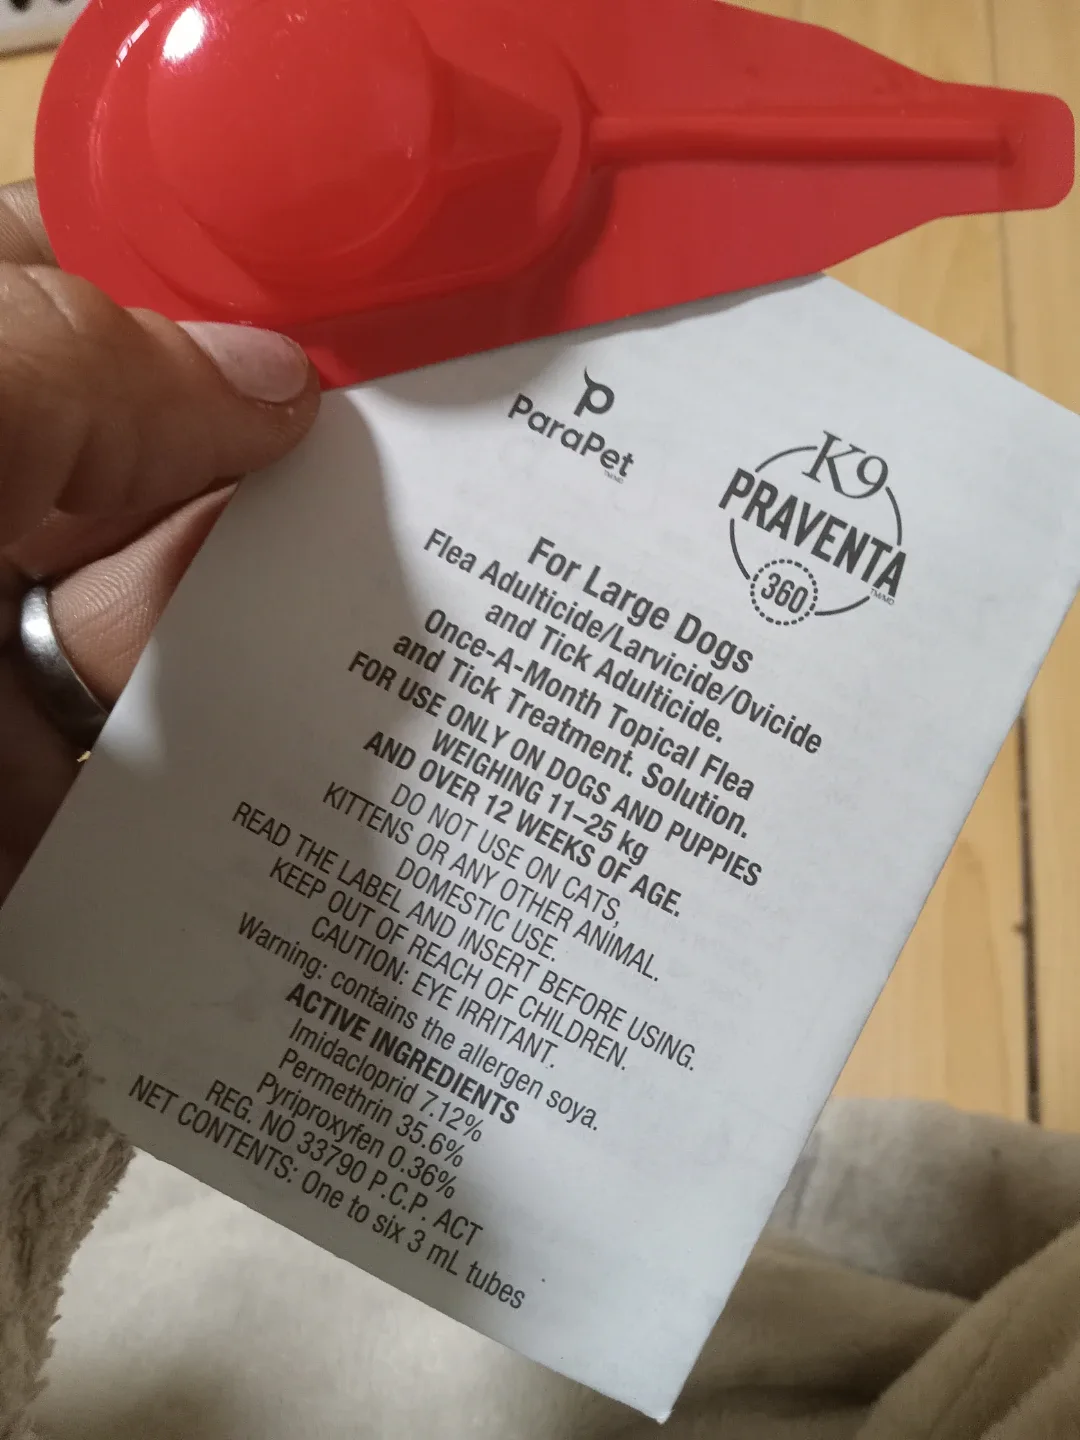 ParaPet
TM/MD
K9
PRAVENTA
360
TM/MD
For Large Dogs
Flea Adulticide/Larvicide/Ovicide
and Tick Adulticide.
Once-A-Month Topical Flea
and Tick Treatment. Solution.
FOR USE ONLY ON DOGS AND PUPPIES
WEIGHING 11–25 kg
AND OVER 12 WEEKS OF AGE.
DO NOT USE ON CATS,
KITTENS OR ANY OTHER ANIMAL.
DOMESTIC USE.
READ THE LABEL AND INSERT BEFORE USING.
KEEP OUT OF REACH OF CHILDREN.
CAUTION: EYE IRRITANT.
Warning: contains the allergen soya.
ACTIVE INGREDIENTS
Imidacloprid 7.12%
Permethrin 35.6%
Pyriproxyfen 0.36%
REG. NO 33790 P.C.P. ACT
NET CONTENTS: One to six 3 mL tubes